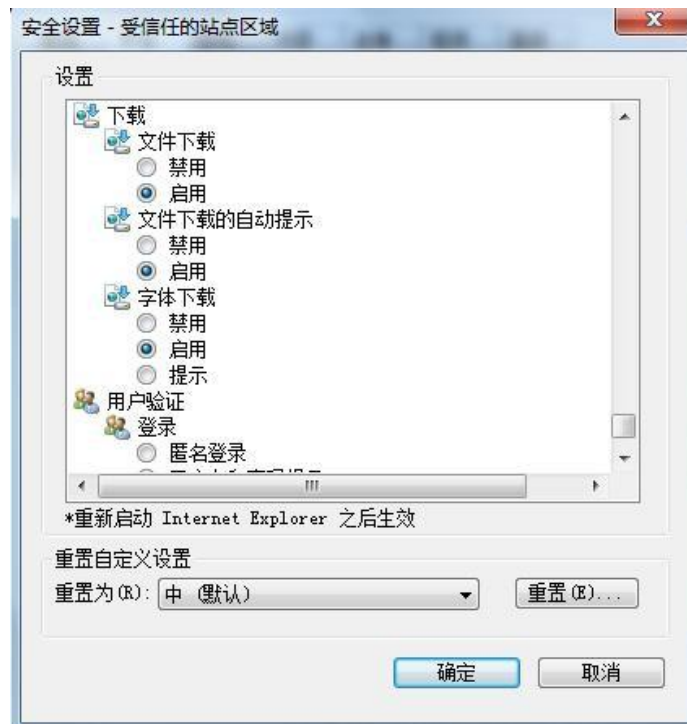 安全设置 - 受信任的站点区域
设置
下载
文件下载
禁用
启用
文件下载的自动提示
禁用
启用
字体下载
禁用
启用
提示
用户验证
登录
匿名登录
*重新启动 Internet Explorer 之后生效
重置自定义设置
重置为(R): 中 (默认) 重置(E)...
确定 取消